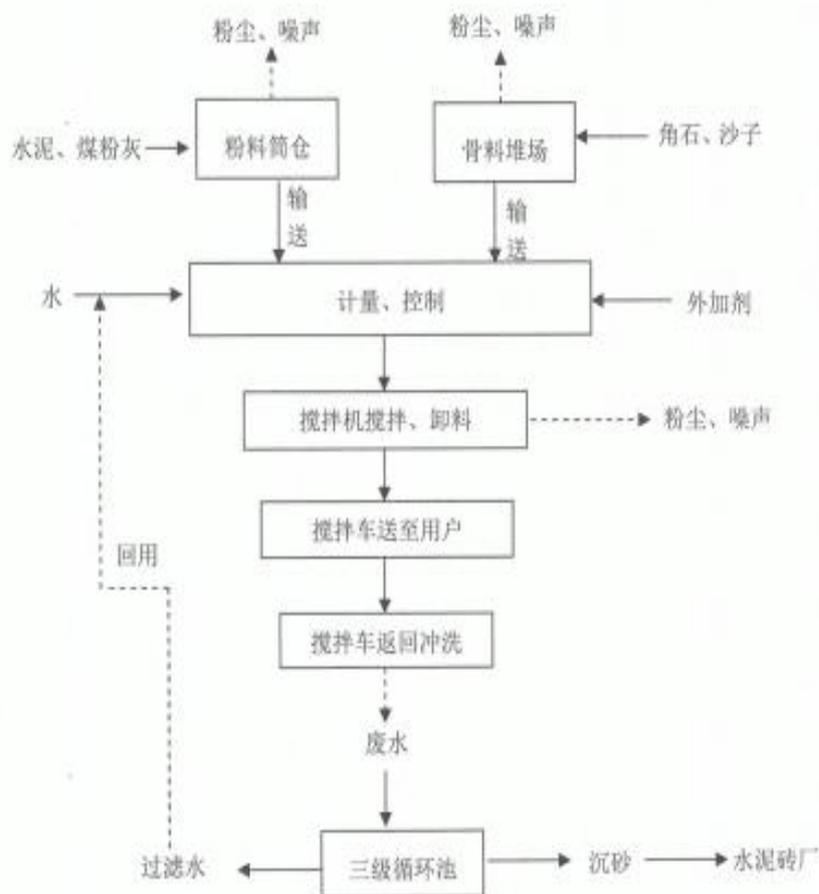 粉尘、噪声
粉尘、噪声
水泥、煤粉灰
粉料筒仓
骨料堆场
角石、沙子
输送
输送
水
计量、控制
外加剂
搅拌机搅拌、卸料
粉尘、噪声
搅拌车送至用户
回用
搅拌车返回冲洗
废水
过滤水
三级循环池
沉砂
水泥砖厂